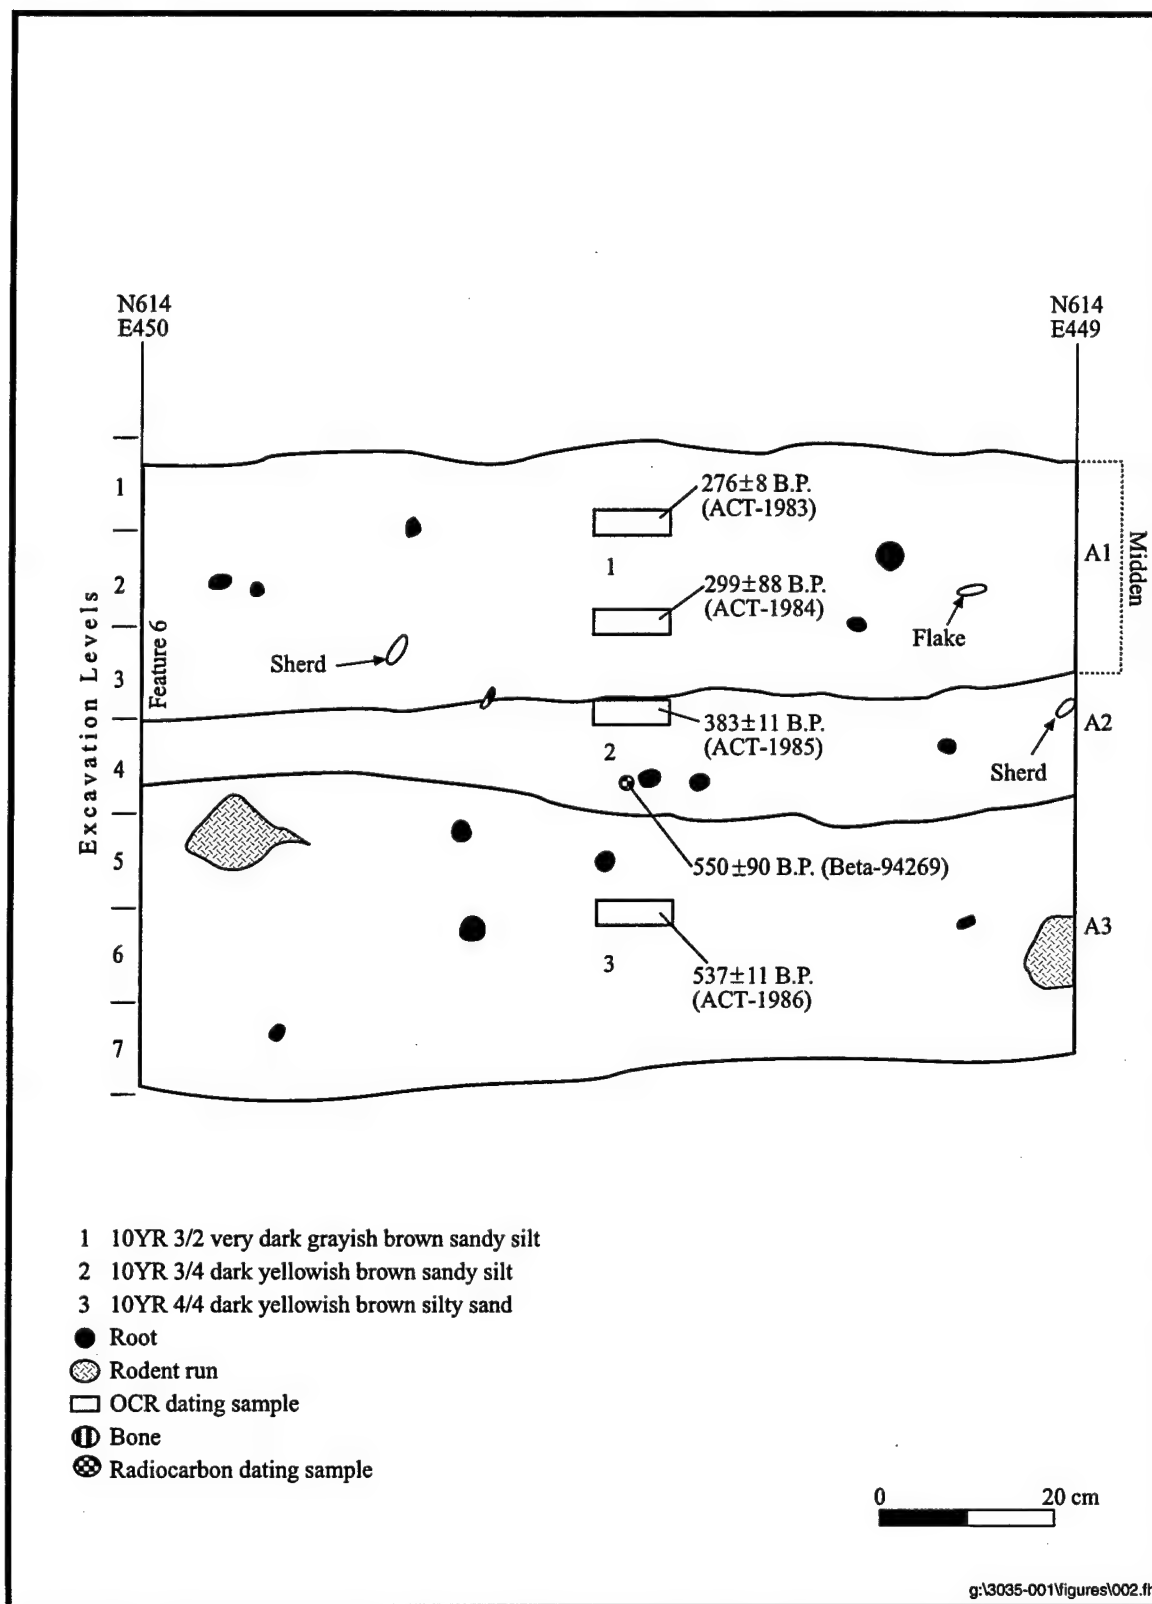 N614
E450
N614
E449
Excavation Levels
1
2
3
4
5
6
7
Feature 6
276±8 B.P.
(ACT-1983)
1
299±88 B.P.
(ACT-1984)
Flake
Sherd
A1
Midden
383±11 B.P.
(ACT-1985)
2
A2
Sherd
550±90 B.P. (Beta-94269)
3
537±11 B.P.
(ACT-1986)
A3
1 10YR 3/2 very dark grayish brown sandy silt
2 10YR 3/4 dark yellowish brown sandy silt
3 10YR 4/4 dark yellowish brown silty sand
Root
Rodent run
OCR dating sample
Bone
Radiocarbon dating sample
0 20 cm
g:\3035-001\figures\002.fh